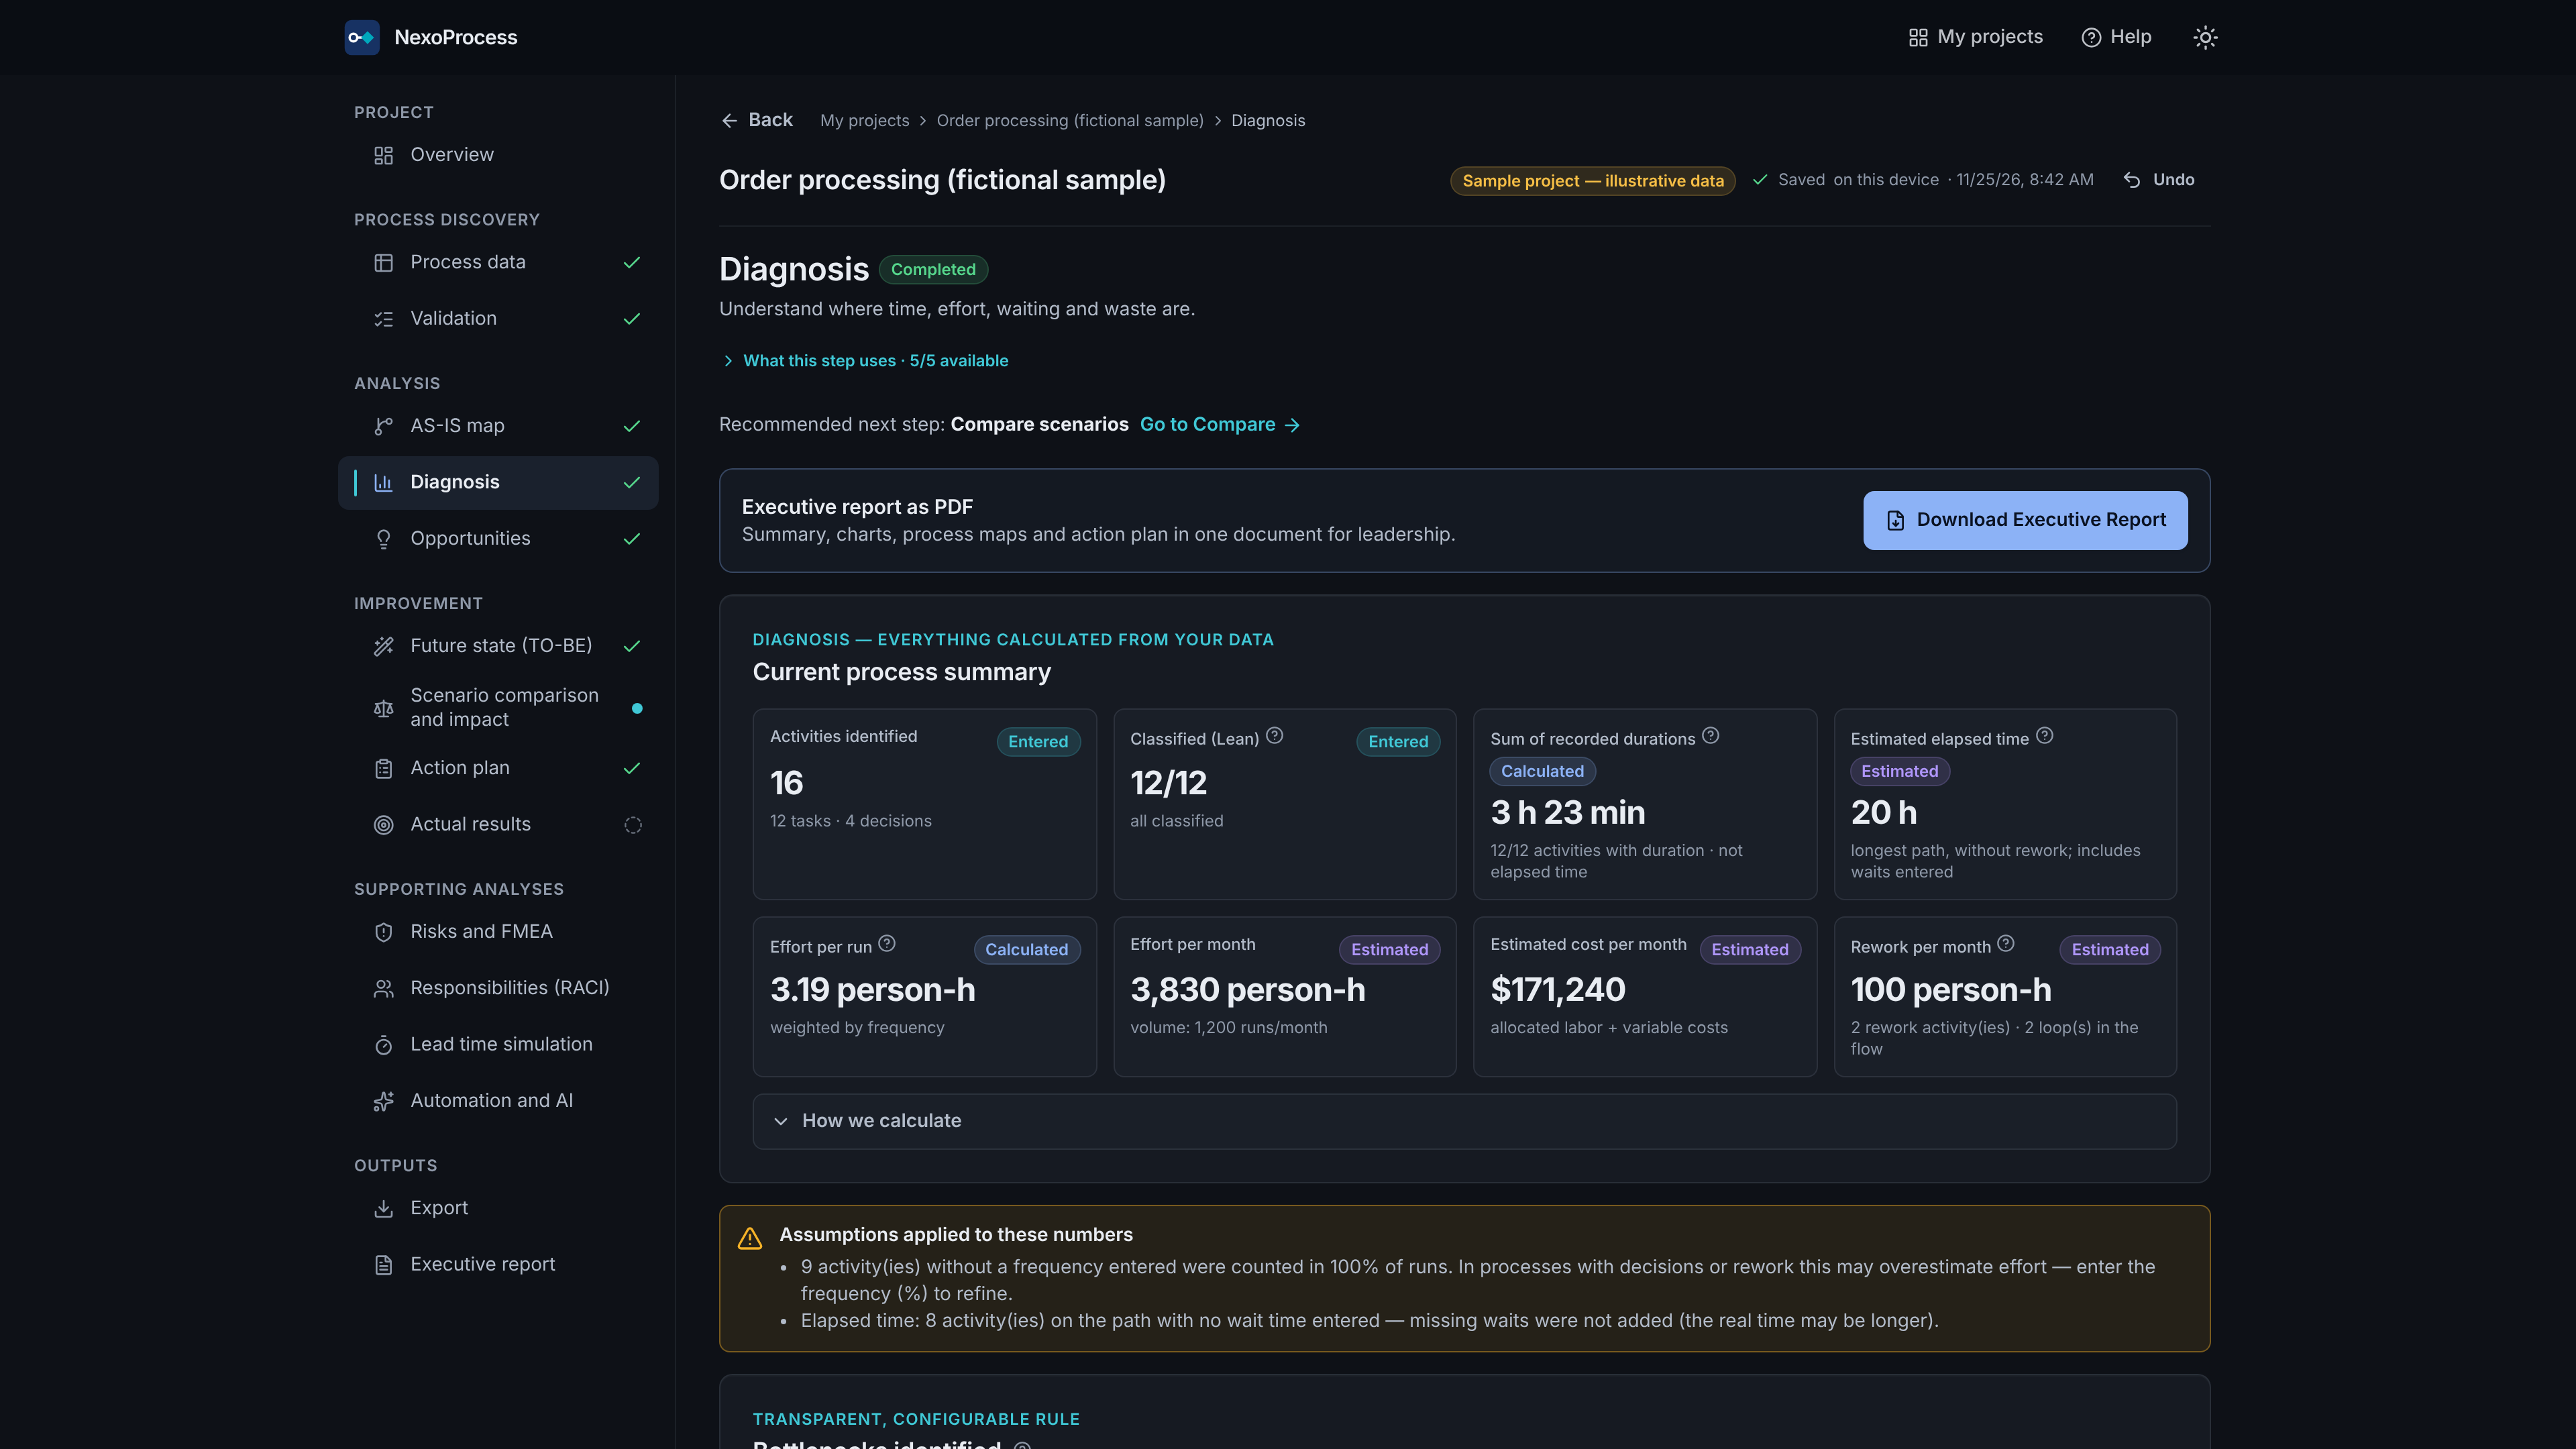 NexoProcess
My projects
Help
PROJECT
Overview
PROCESS DISCOVERY
Process data
Validation
ANALYSIS
AS-IS map
Diagnosis
Opportunities
IMPROVEMENT
Future state (TO-BE)
Scenario comparison
and impact
Action plan
Actual results
SUPPORTING ANALYSES
Risks and FMEA
Responsibilities (RACI)
Lead time simulation
Automation and AI
OUTPUTS
Export
Executive report
Back
My projects > Order processing (fictional sample) > Diagnosis
Order processing (fictional sample)
Sample project — illustrative data
Saved on this device · 11/25/26, 8:42 AM
Undo
Diagnosis
Completed
Understand where time, effort, waiting and waste are.
What this step uses · 5/5 available
Recommended next step: Compare scenarios Go to Compare →
Executive report as PDF
Summary, charts, process maps and action plan in one document for leadership.
Download Executive Report
DIAGNOSIS — EVERYTHING CALCULATED FROM YOUR DATA
Current process summary
Activities identified
Entered
16
12 tasks · 4 decisions
Classified (Lean)
Entered
12/12
all classified
Sum of recorded durations
Calculated
3 h 23 min
12/12 activities with duration · not
elapsed time
Estimated elapsed time
Estimated
20 h
longest path, without rework; includes
waits entered
Effort per run
Calculated
3.19 person-h
weighted by frequency
Effort per month
Estimated
3,830 person-h
volume: 1,200 runs/month
Estimated cost per month
Estimated
$171,240
allocated labor + variable costs
Rework per month
Estimated
100 person-h
2 rework activity(ies) · 2 loop(s) in the
flow
How we calculate
Assumptions applied to these numbers
• 9 activity(ies) without a frequency entered were counted in 100% of runs. In processes with decisions or rework this may overestimate effort — enter the
frequency (%) to refine.
• Elapsed time: 8 activity(ies) on the path with no wait time entered — missing waits were not added (the real time may be longer).
TRANSPARENT, CONFIGURABLE RULE
Bottlenecks identified